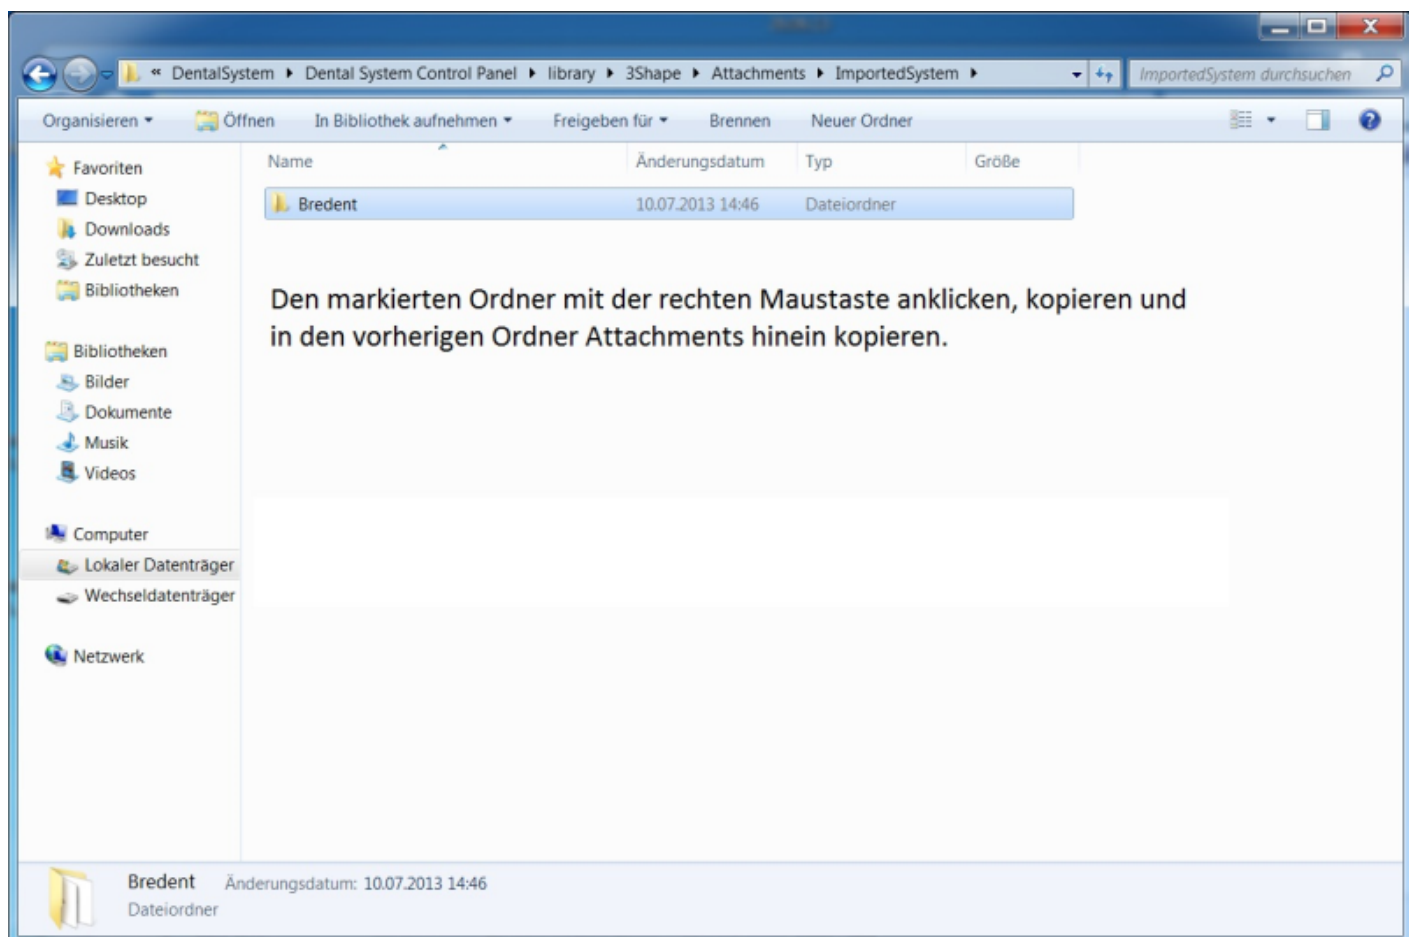 « DentalSystem ▸ Dental System Control Panel ▸ library ▸ 3Shape ▸ Attachments ▸ ImportedSystem ▸
ImportedSystem durchsuchen
Organisieren Öffnen In Bibliothek aufnehmen Freigeben für Brennen Neuer Ordner
Name Änderungsdatum Typ Größe
Bredent 10.07.2013 14:46 Dateiordner
Favoriten
Desktop
Downloads
Zuletzt besucht
Bibliotheken
Bibliotheken
Bilder
Dokumente
Musik
Videos
Computer
Lokaler Datenträger
Wechseldatenträger
Netzwerk
Den markierten Ordner mit der rechten Maustaste anklicken, kopieren und
in den vorherigen Ordner Attachments hinein kopieren.
Bredent Änderungsdatum: 10.07.2013 14:46
Dateiordner